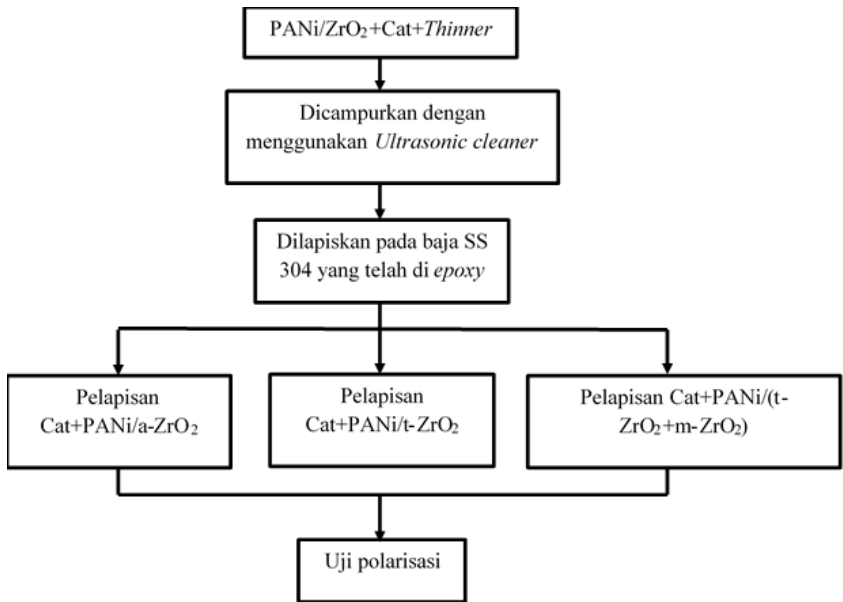 PANi/ZrO₂+Cat+Thinner
Dicampurkan dengan
menggunakan Ultrasonic cleaner
Dilapiskan pada baja SS
304 yang telah di epoxy
Pelapisan
Cat+PANi/a-ZrO₂
Pelapisan
Cat+PANi/t-ZrO₂
Pelapisan Cat+PANi/(t-
ZrO₂+m-ZrO₂)
Uji polarisasi